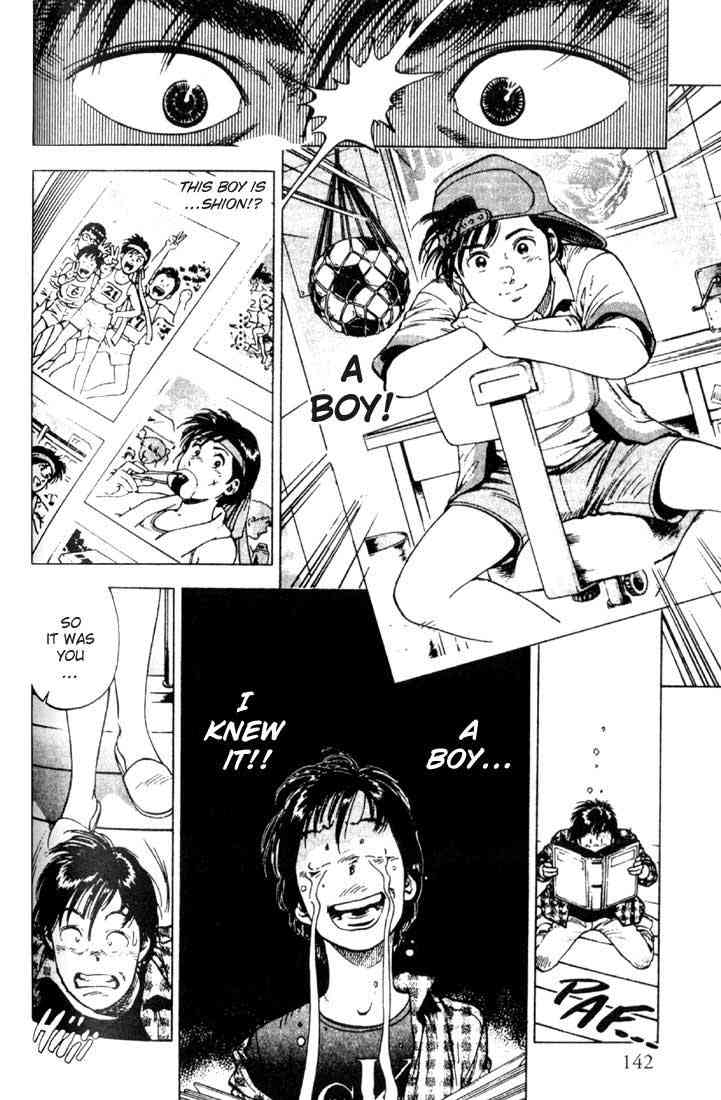 A
BOY!
THIS BOY IS
...SHION!?
PAF...
A
BOY...
I
KNEW
IT!!
SO
IT WAS
YOU
...
142